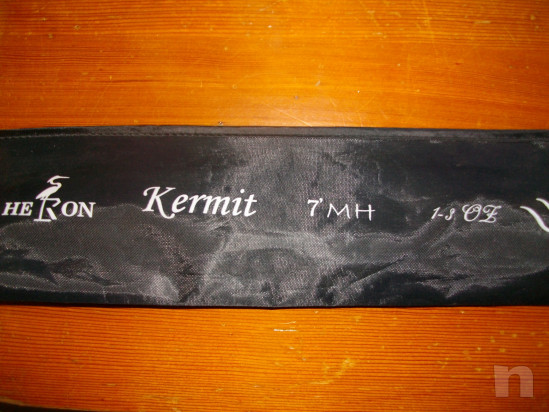 HERON Kermit 7' MH 1-3 OZ
n